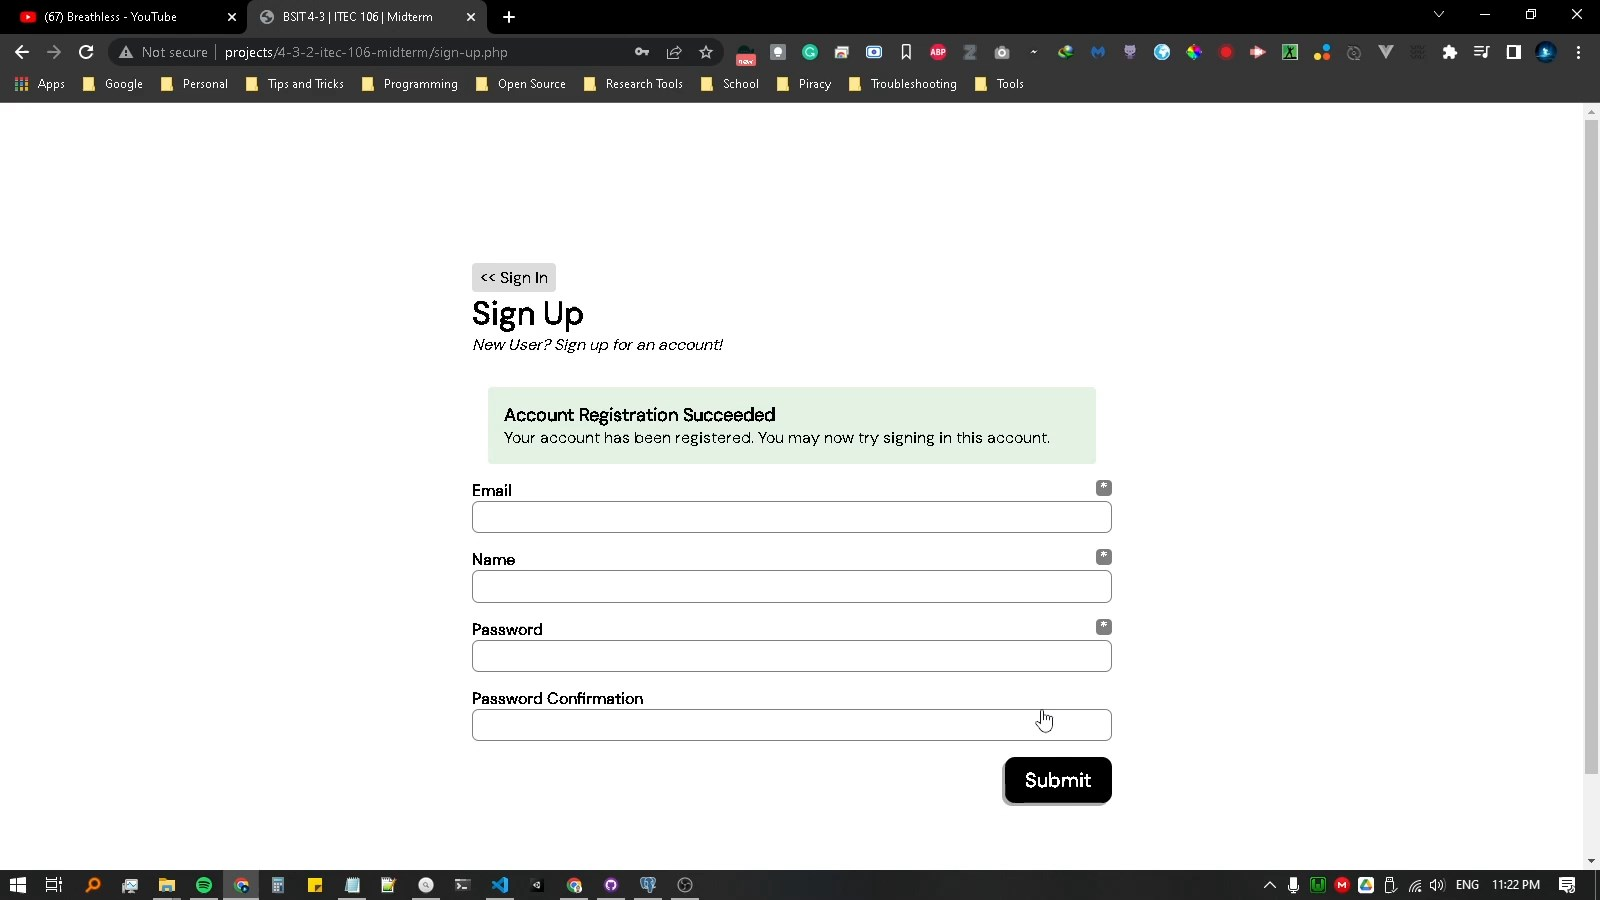 (67) Breathless - YouTube
BSIT 4-3 | ITEC 106 | Midterm
Not secure
projects/4-3-2-itec-106-midterm/sign-up.php
new
ABP
Apps
Google
Personal
Tips and Tricks
Programming
Open Source
Research Tools
School
Piracy
Troubleshooting
Tools
<< Sign In
Sign Up
New User? Sign up for an account!
Account Registration Succeeded
Your account has been registered. You may now try signing in this account.
Email
*
Name
*
Password
*
Password Confirmation
Submit
ENG
11:22 PM